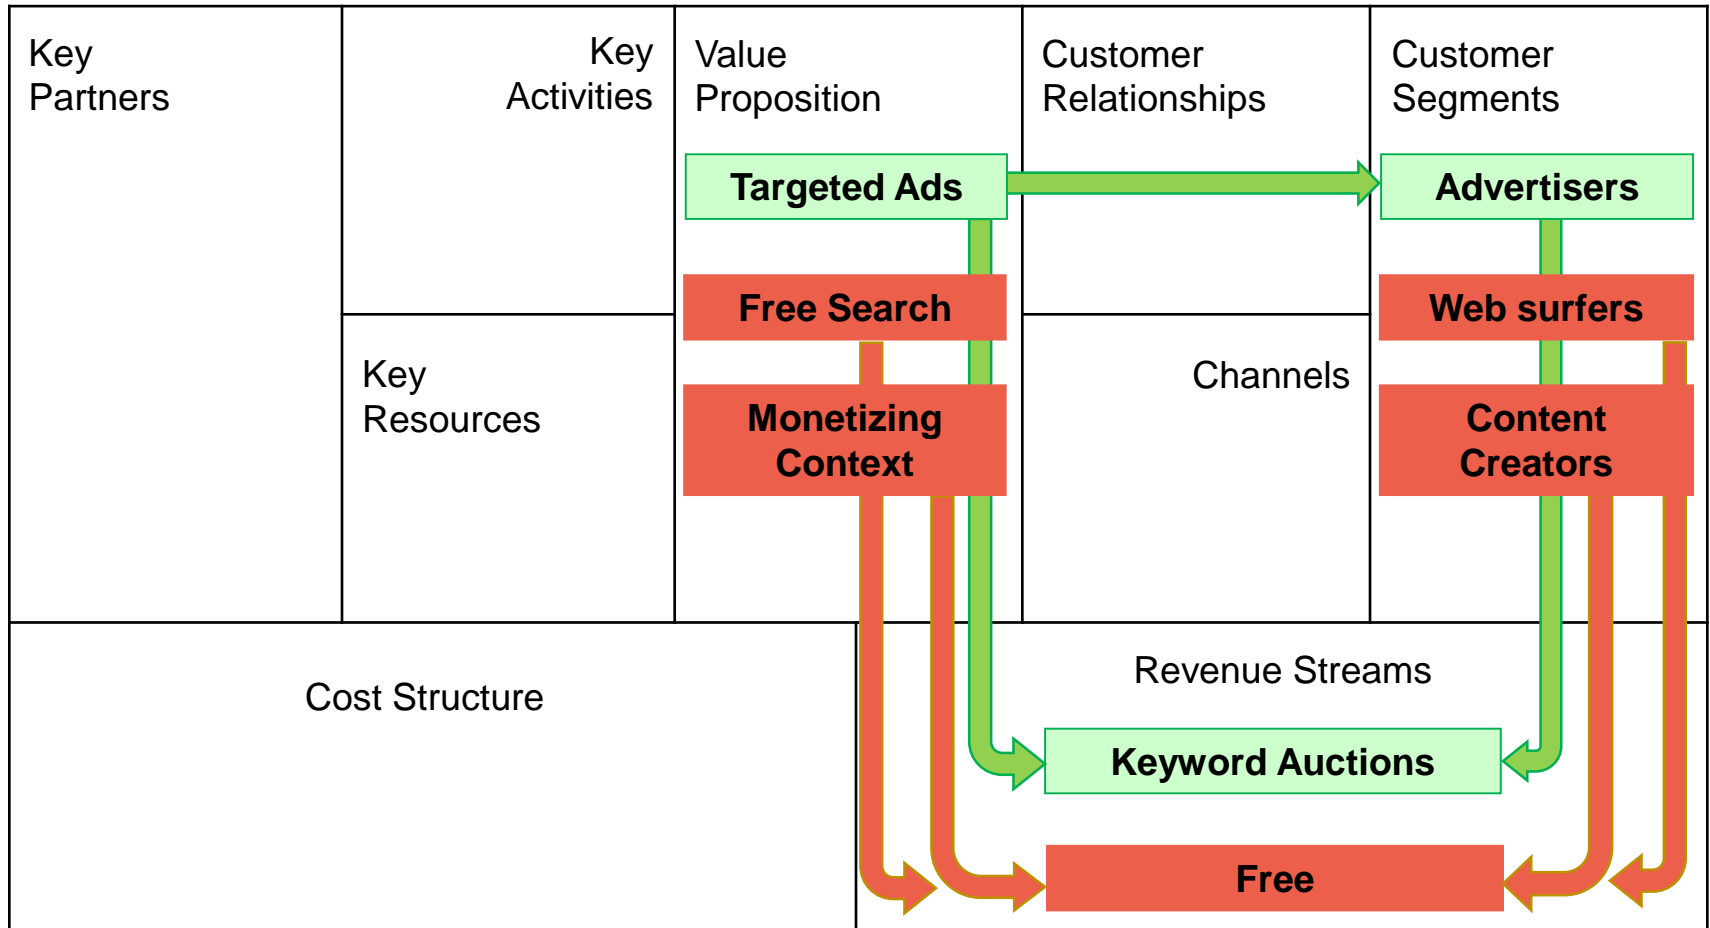 Key
Partners
Key
Activities
Value
Proposition
Customer
Relationships
Customer
Segments
Targeted Ads
Advertisers
Free Search
Web surfers
Key
Resources
Monetizing
Context
Channels
Content
Creators
Cost Structure
Revenue Streams
Keyword Auctions
Free